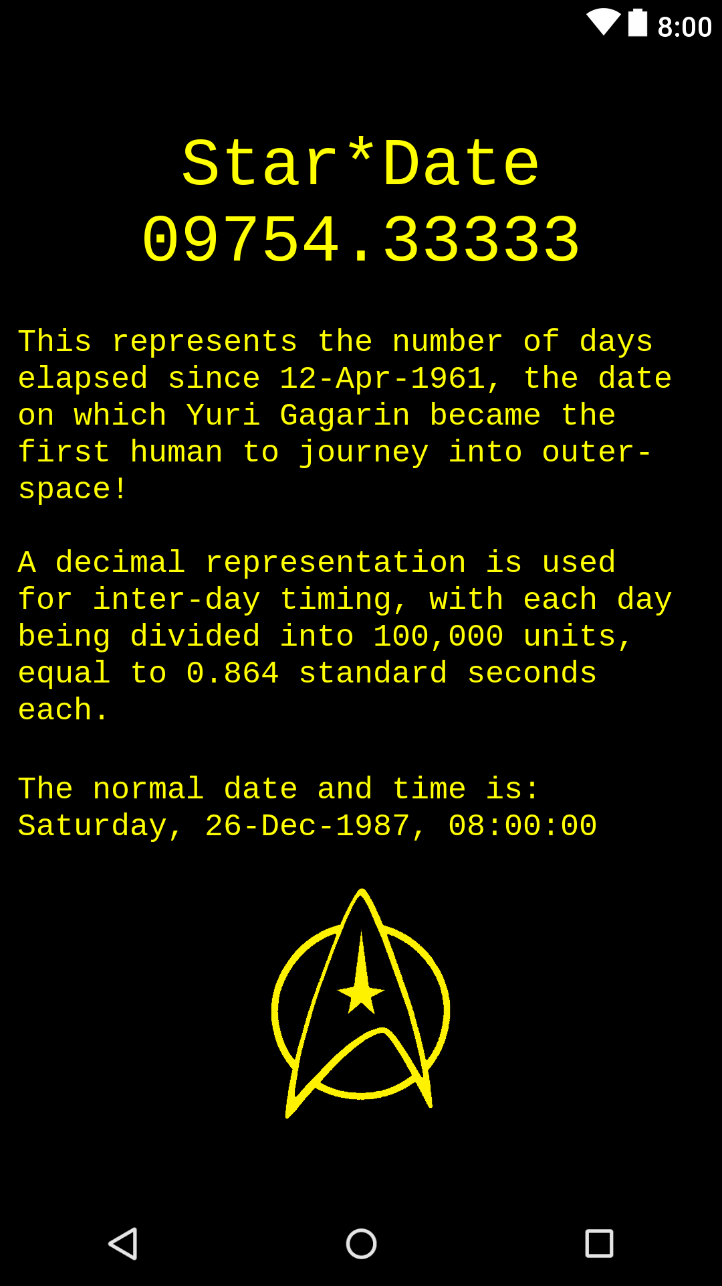 8:00
Star*Date
09754.33333
This represents the number of days
elapsed since 12-Apr-1961, the date
on which Yuri Gagarin became the
first human to journey into outer-
space!
A decimal representation is used
for inter-day timing, with each day
being divided into 100,000 units,
equal to 0.864 standard seconds
each.
The normal date and time is:
Saturday, 26-Dec-1987, 08:00:00